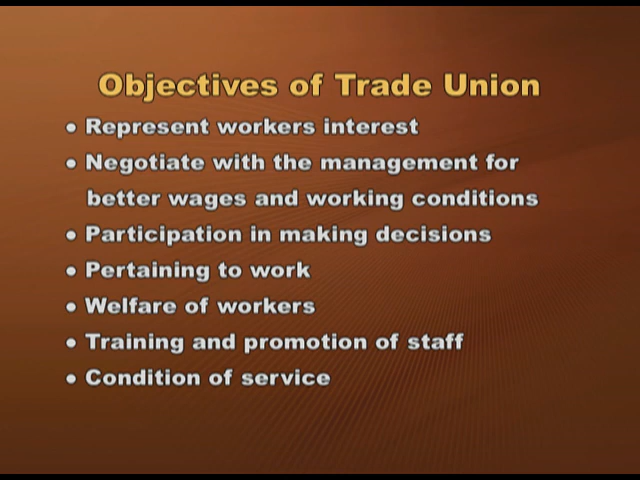 Objectives of Trade Union
• Represent workers interest
• Negotiate with the management for
better wages and working conditions
• Participation in making decisions
• Pertaining to work
• Welfare of workers
• Training and promotion of staff
• Condition of service